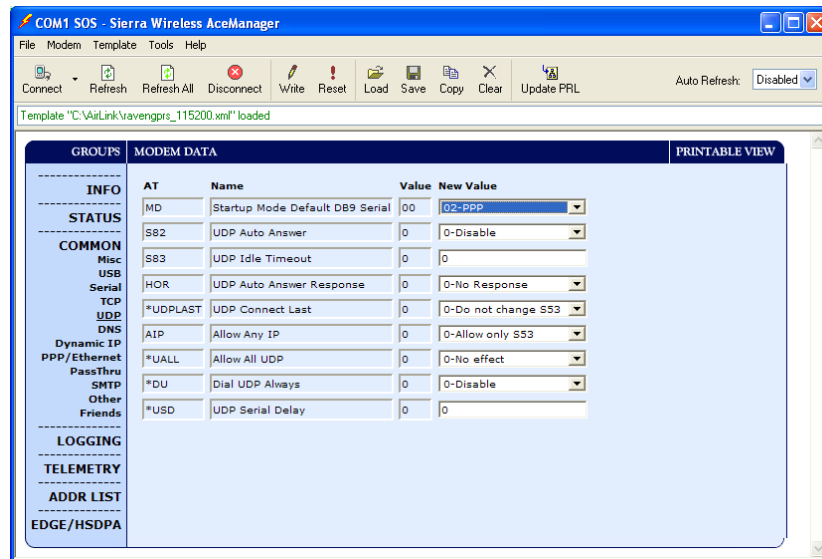 COM1 SOS - Sierra Wireless AceManager
File Modem Template Tools Help
Connect Refresh Refresh All Disconnect Write Reset Load Save Copy Clear Update PRL Auto Refresh: Disabled
Template "C:\AirLink\ravengprs_115200.xml" loaded
GROUPS MODEM DATA PRINTABLE VIEW
INFO
STATUS
COMMON
Misc
USB
Serial
TCP
UDP
DNS
Dynamic IP
PPP/Ethernet
PassThru
SMTP
Other
Friends
LOGGING
TELEMETRY
ADDR LIST
EDGE/HSDPA
AT Name Value New Value
MD Startup Mode Default DB9 Serial 00 02-PPP
S82 UDP Auto Answer 0 0-Disable
S83 UDP Idle Timeout 0 0
HOR UDP Auto Answer Response 0 0-No Response
*UDPLAST UDP Connect Last 0 0-Do not change S53
AIP Allow Any IP 0 0-Allow only S53
*UALL Allow All UDP 0 0-No effect
*DU Dial UDP Always 0 0-Disable
*USD UDP Serial Delay 0 0